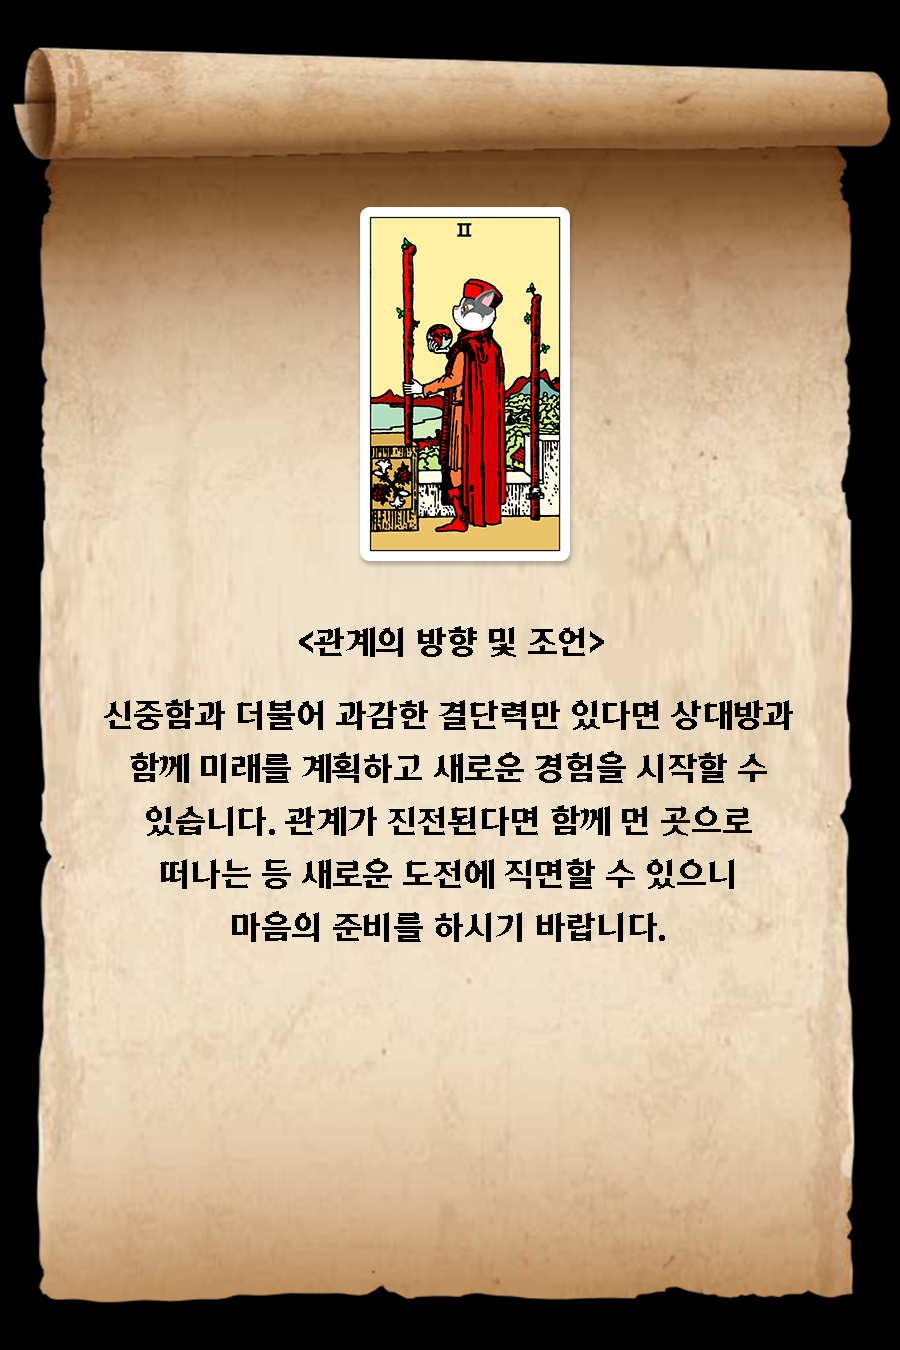 II
<관계의 방향 및 조언>
신중함과 더불어 과감한 결단력만 있다면 상대방과
함께 미래를 계획하고 새로운 경험을 시작할 수
있습니다. 관계가 진전된다면 함께 먼 곳으로
떠나는 등 새로운 도전에 직면할 수 있으니
마음의 준비를 하시기 바랍니다.